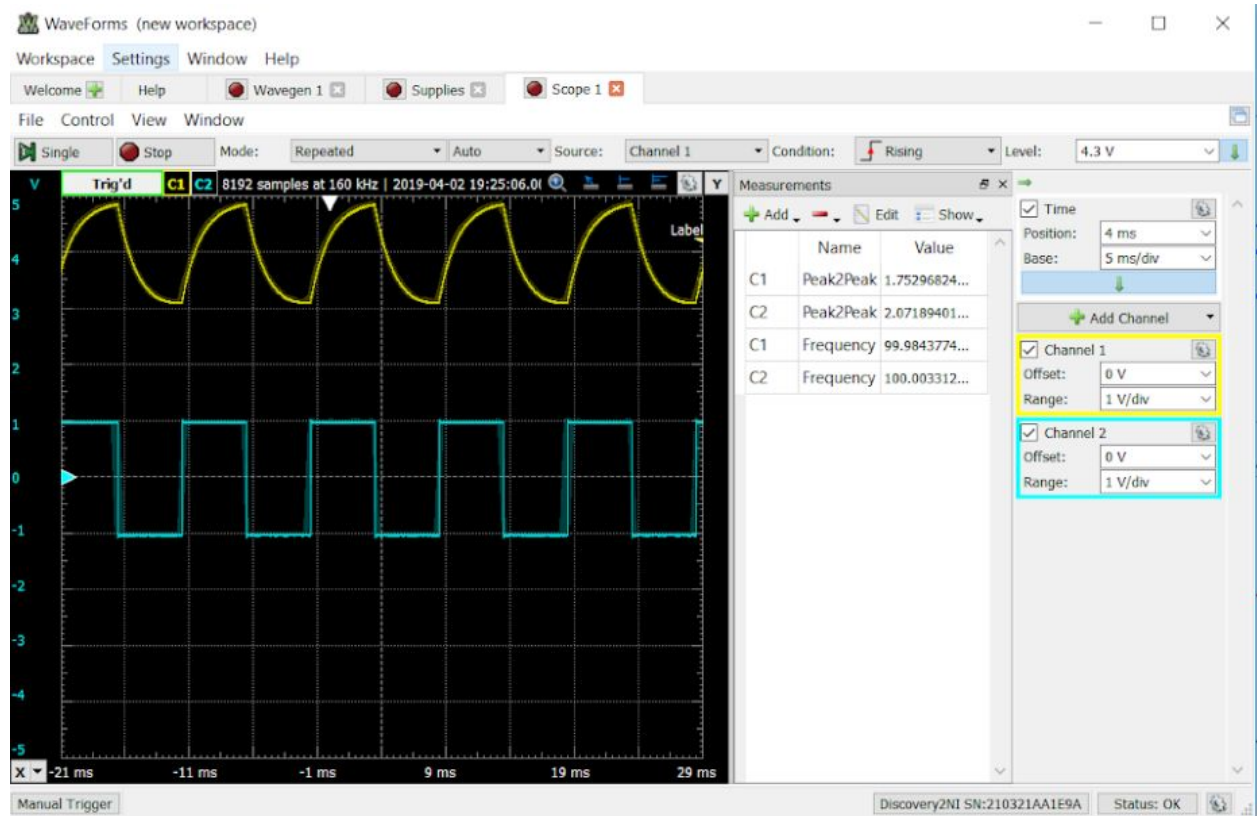 WaveForms (new workspace)
Workspace Settings Window Help
Welcome Help Wavegen 1 Supplies Scope 1
File Control View Window
Single Stop Mode: Repeated Auto Source: Channel 1 Condition: Rising Level: 4.3 V
V Trig'd C1 C2 8192 samples at 160 kHz | 2019-04-02 19:25:06.0 Y
Label
5
4
3
2
1
0
-1
-2
-3
-4
-5
X -21 ms -11 ms -1 ms 9 ms 19 ms 29 ms
Measurements
Add Edit Show
Name Value
C1 Peak2Peak 1.75296824...
C2 Peak2Peak 2.07189401...
C1 Frequency 99.9843774...
C2 Frequency 100.003312...
Time
Position: 4 ms
Base: 5 ms/div
Add Channel
Channel 1
Offset: 0 V
Range: 1 V/div
Channel 2
Offset: 0 V
Range: 1 V/div
Manual Trigger Discovery2NI SN:210321AA1E9A Status: OK